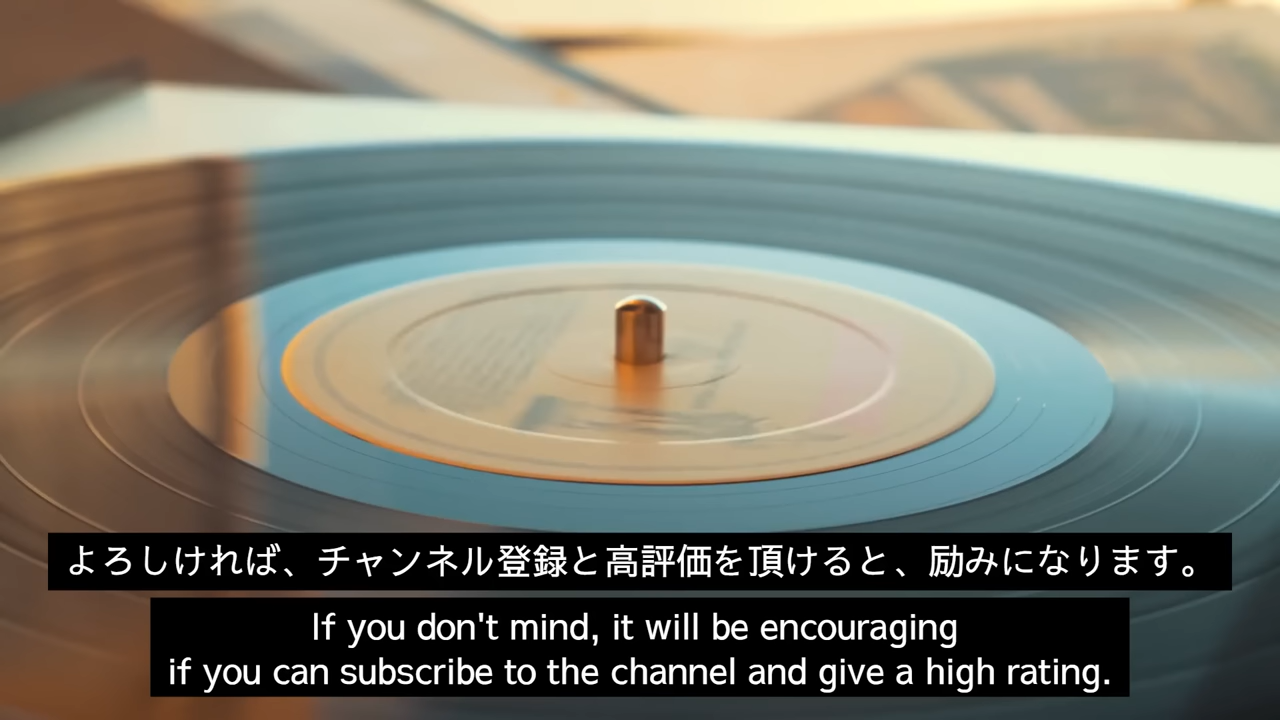 よろしければ、チャンネル登録と高評価を頂けると、励みになります。
If you don't mind, it will be encouraging
if you can subscribe to the channel and give a high rating.